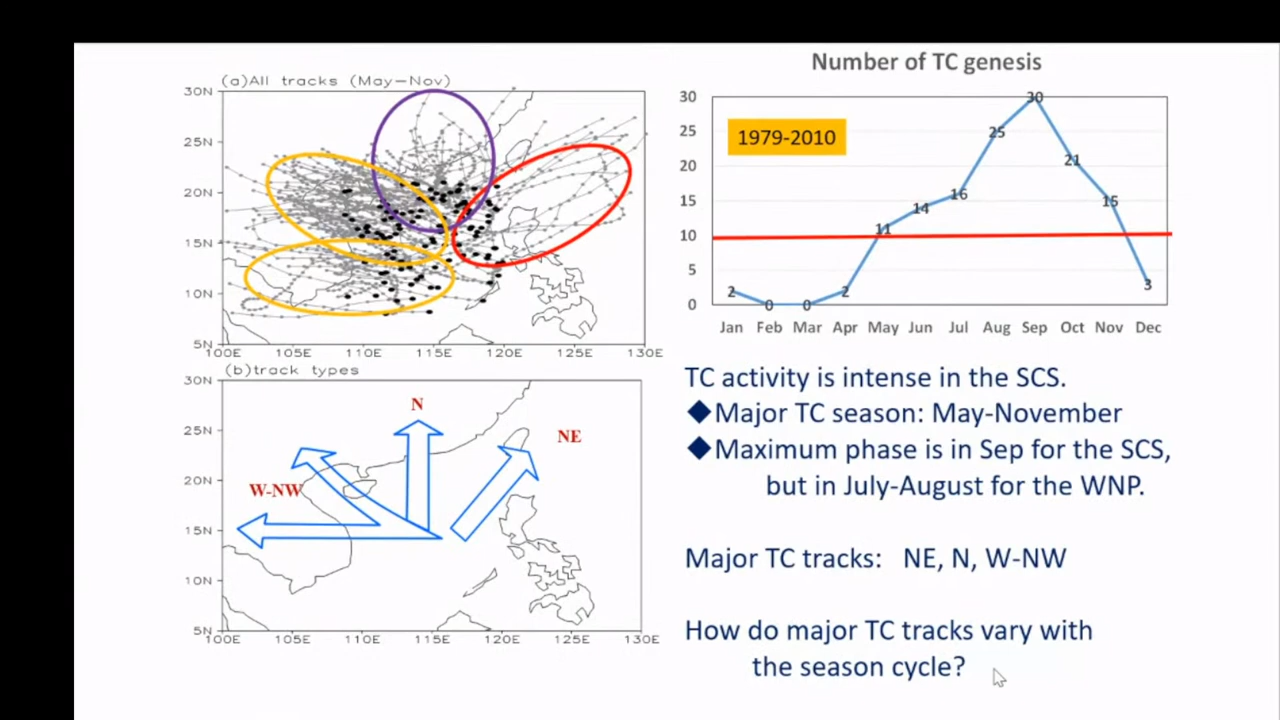 (a)All tracks (May—Nov)
30N
25N
20N
15N
10N
5N
100E 105E 110E 115E 120E 125E 130E
(b)track types
30N
25N
20N
15N
10N
5N
N
NE
W-NW
100E 105E 110E 115E 120E 125E 130E
Number of TC genesis
1979-2010
30
25
20
15
10
5
0
2 0 0 2 11 14 16 25 30 21 15 3
Jan Feb Mar Apr May Jun Jul Aug Sep Oct Nov Dec
TC activity is intense in the SCS.
◆Major TC season: May-November
◆Maximum phase is in Sep for the SCS,
but in July-August for the WNP.
Major TC tracks: NE, N, W-NW
How do major TC tracks vary with
the season cycle?